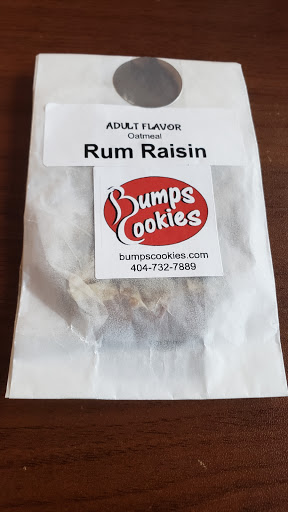 ADULT FLAVOR
Oatmeal
Rum Raisin
Bumps
Cookies
bumpscookies.com
404-732-7889